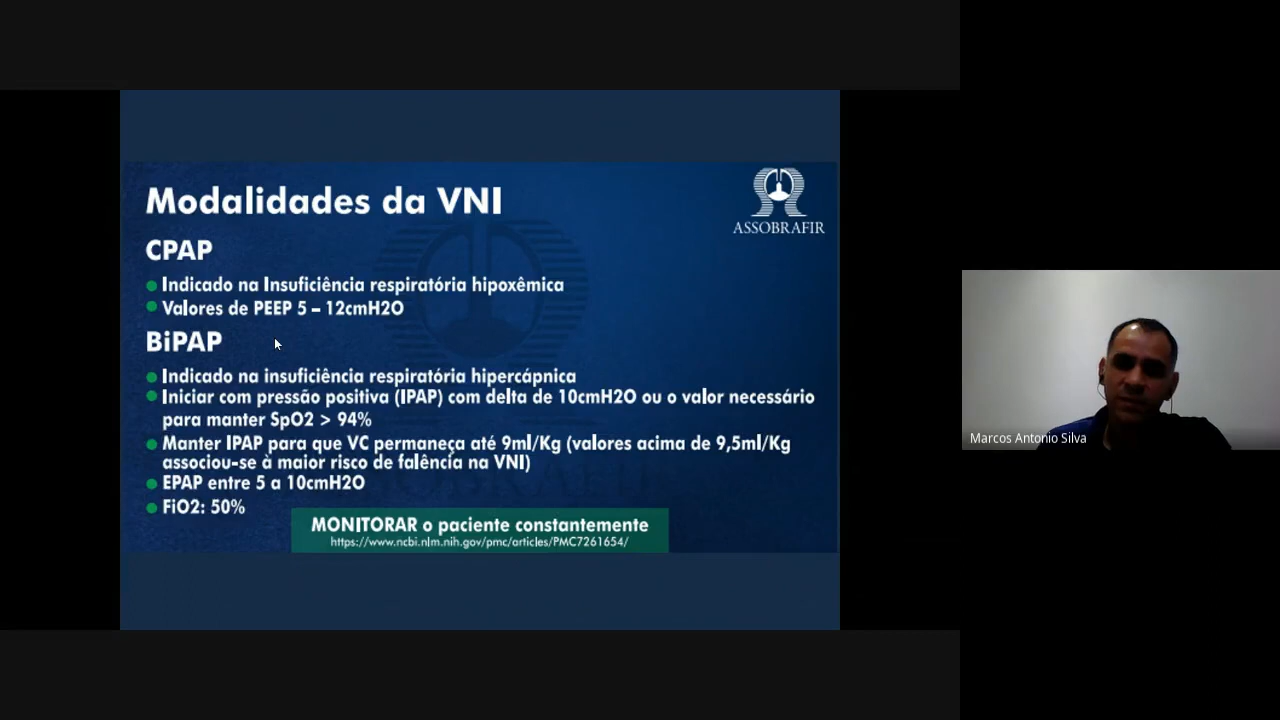 Modalidades da VNI
ASSOBRAFIR
CPAP
Indicado na Insuficiência respiratória hipoxêmica
Valores de PEEP 5 – 12cmH2O
BiPAP
Indicado na insuficiência respiratória hipercápnica
Iniciar com pressão positiva (IPAP) com delta de 10cmH2O ou o valor necessário
para manter SpO2 > 94%
Manter IPAP para que VC permaneça até 9ml/Kg (valores acima de 9,5ml/Kg
associou-se à maior risco de falência na VNI)
EPAP entre 5 a 10cmH2O
FiO2: 50%
MONITORAR o paciente constantemente
https://www.ncbi.nlm.nih.gov/pmc/articles/PMC7261654/
Marcos Antonio Silva